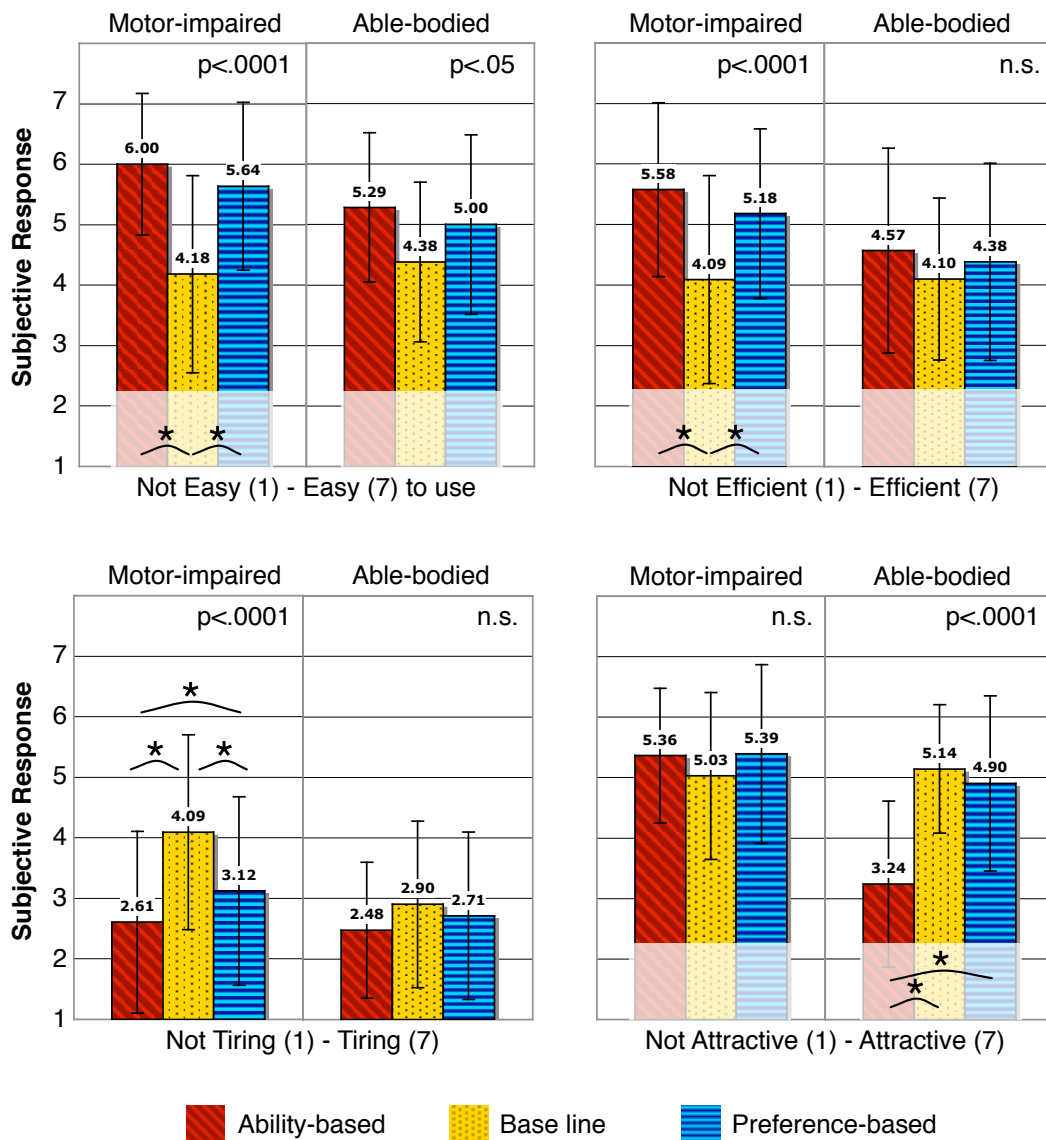 Motor-impaired Able-bodied
p<.0001 p<.05
Subjective Response
7
6
5
4
3
2
1
6.00
4.18
5.64
5.29
4.38
5.00
* *
Not Easy (1) - Easy (7) to use
Motor-impaired Able-bodied
p<.0001 n.s.
5.58
4.09
5.18
4.57
4.10
4.38
* *
Not Efficient (1) - Efficient (7)
Motor-impaired Able-bodied
p<.0001 n.s.
Subjective Response
7
6
5
4
3
2
1
*
* *
2.61
4.09
3.12
2.48
2.90
2.71
Not Tiring (1) - Tiring (7)
Motor-impaired Able-bodied
n.s. p<.0001
5.36
5.03
5.39
3.24
5.14
4.90
*
*
Not Attractive (1) - Attractive (7)
Ability-based Base line Preference-based